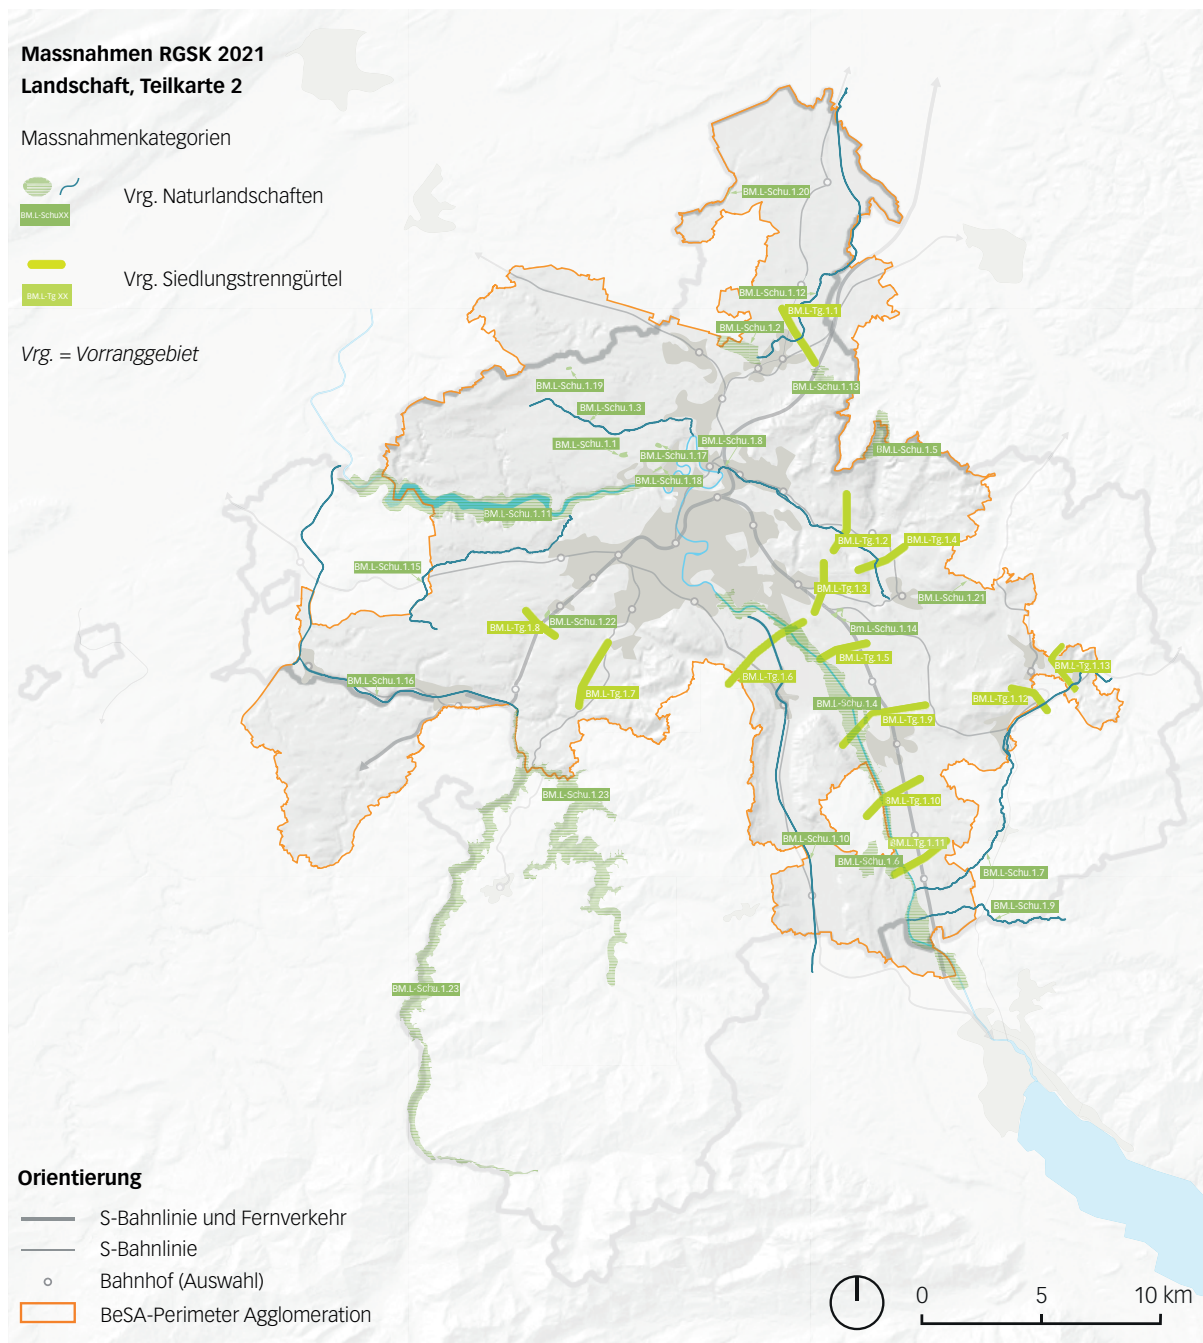 Massnahmen RGSK 2021
Landschaft, Teilkarte 2
Massnahmenkategorien
Vrg. Naturlandschaften
BM.L-SchuXX
Vrg. Siedlungstrenngürtel
BM.L-Tg XX
Vrg. = Vorranggebiet
BM.L-Schu.1.20
BM.L-Schu.1.12
BM.L-Tg.1.1
BM.L-Schu.1.2
BM.L-Schu.1.19
BM.L-Schu.1.13
BM.L-Schu.1.3
BM.L-Schu.1.1
BM.L-Schu.1.8
BM.L-Schu.1.5
BM.L-Schu.1.17
BM.L-Schu.1.18
BM.L-Schu.1.11
BM.L-Tg.1.2
BM.L-Tg.1.4
BM.L-Schu.1.15
BM.L-Tg.1.3
BM.L-Schu.1.21
BM.L-Tg.1.8
BM.L-Schu.1.22
Bm.L-Schu.1.14
BM.L-Tg.1.5
BM.L-Tg.1.13
BM.L-Schu.1.16
BM.L-Tg.1.6
BM.L-Tg.1.7
BM.L-Tg.1.12
BM.L-Schu.1.4
BM.L-Tg.1.9
BM.L-Schu.1.23
BM.L-Tg.1.10
BM.L-Schu.1.10
BM.L.Tg.1.11
BM.L-Schu.1.6
BM.L-Schu.1.7
BM.L-Schu.1.9
BM.L-Schu.1.23
Orientierung
S-Bahnlinie und Fernverkehr
S-Bahnlinie
Bahnhof (Auswahl)
BeSA-Perimeter Agglomeration
0 5 10 km